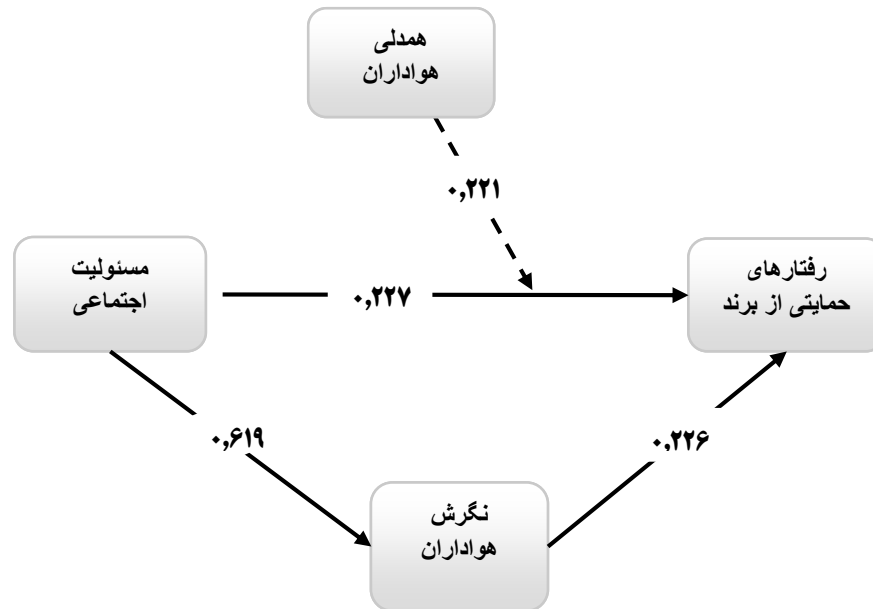 همدلی
هواداران
۰,۲۲۱
مسئولیت
اجتماعی
۰,۲۲۷
رفتارهای
حمایتی از برند
۰,۶۱۹
۰,۲۲۶
نگرش
هواداران